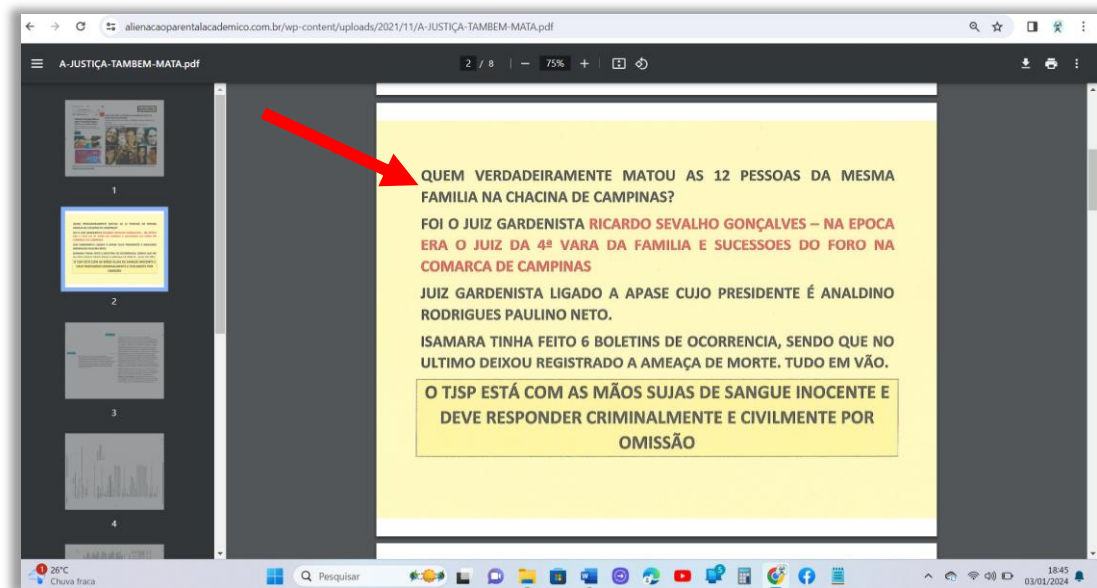 alienacaoparentalacademico.com.br/wp-content/uploads/2021/11/A-JUSTIÇA-TAMBEM-MATA.pdf
A-JUSTIÇA-TAMBEM-MATA.pdf
2 / 8
75%
1
2
3
4
QUEM VERDADEIRAMENTE MATOU AS 12 PESSOAS DA MESMA
FAMILIA NA CHACINA DE CAMPINAS?
FOI O JUIZ GARDENISTA RICARDO SEVALHO GONÇALVES – NA EPOCA
ERA O JUIZ DA 4ª VARA DA FAMILIA E SUCESSOES DO FORO NA
COMARCA DE CAMPINAS
JUIZ GARDENISTA LIGADO A APASE CUJO PRESIDENTE É ANALDINO
RODRIGUES PAULINO NETO.
ISAMARA TINHA FEITO 6 BOLETINS DE OCORRENCIA, SENDO QUE NO
ULTIMO DEIXOU REGISTRADO A AMEAÇA DE MORTE. TUDO EM VÃO.
O TJSP ESTÁ COM AS MÃOS SUJAS DE SANGUE INOCENTE E
DEVE RESPONDER CRIMINALMENTE E CIVILMENTE POR
OMISSÃO
26°C
Chuva fraca
Pesquisar
18:45
03/01/2024